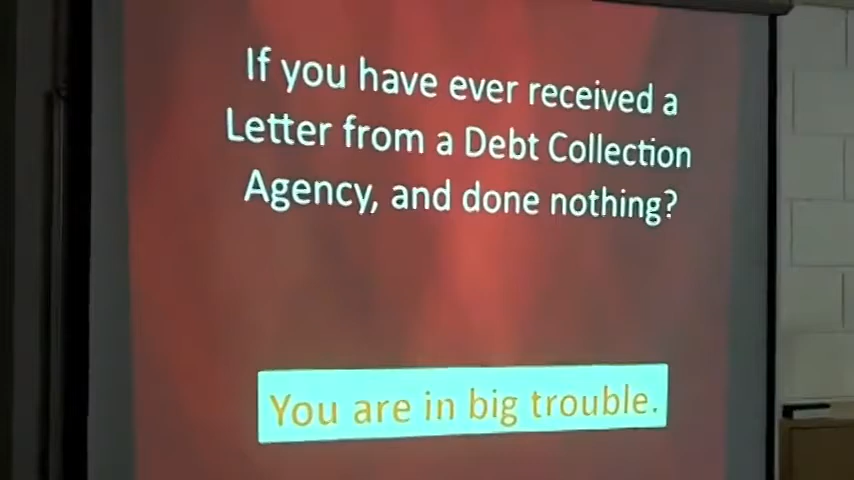 If you have ever received a
Letter from a Debt Collection
Agency, and done nothing?
You are in big trouble.